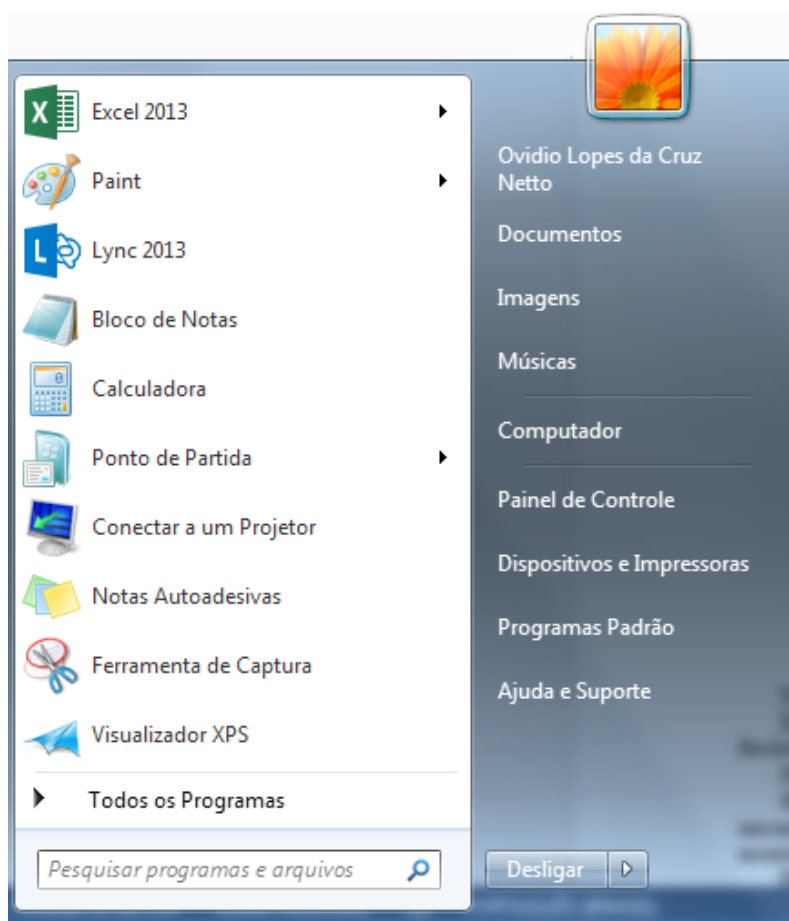 Excel 2013
Paint
Lync 2013
Bloco de Notas
Calculadora
Ponto de Partida
Conectar a um Projetor
Notas Autoadesivas
Ferramenta de Captura
Visualizador XPS
Todos os Programas
Pesquisar programas e arquivos
Ovidio Lopes da Cruz
Netto
Documentos
Imagens
Músicas
Computador
Painel de Controle
Dispositivos e Impressoras
Programas Padrão
Ajuda e Suporte
Desligar